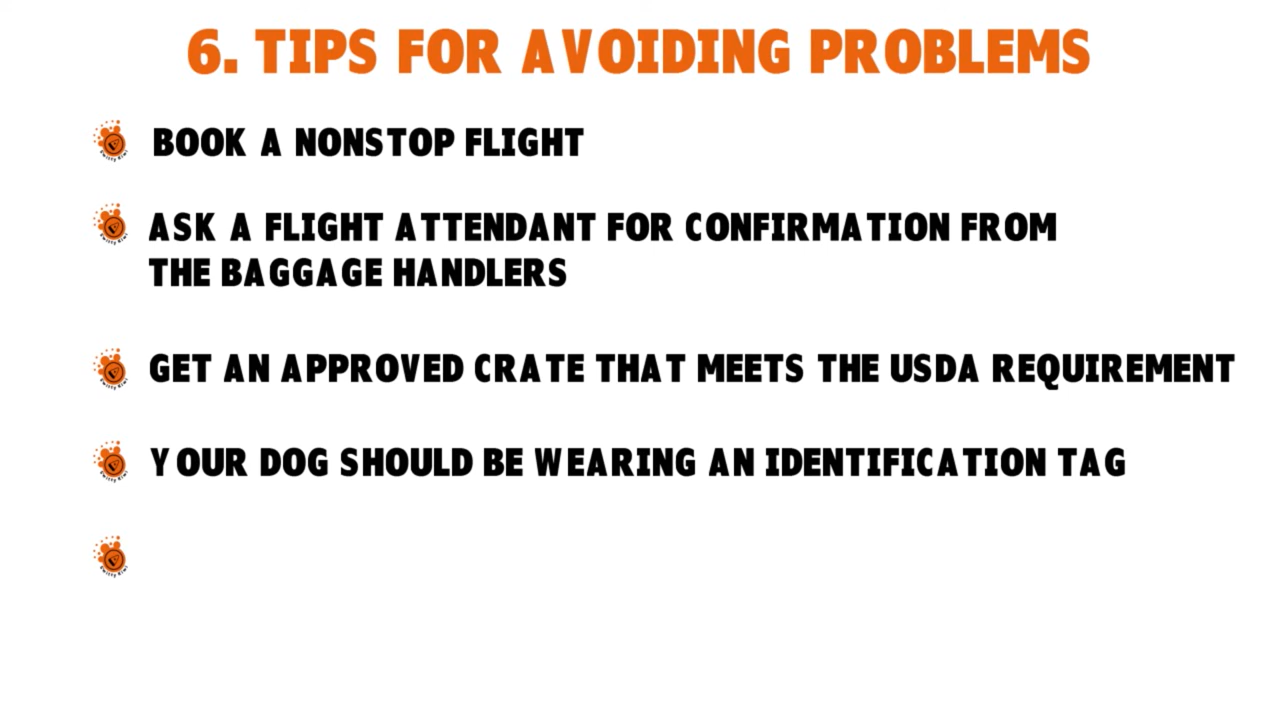 6. TIPS FOR AVOIDING PROBLEMS
BOOK A NONSTOP FLIGHT
ASK A FLIGHT ATTENDANT FOR CONFIRMATION FROM
THE BAGGAGE HANDLERS
GET AN APPROVED CRATE THAT MEETS THE USDA REQUIREMENT
YOUR DOG SHOULD BE WEARING AN IDENTIFICATION TAG